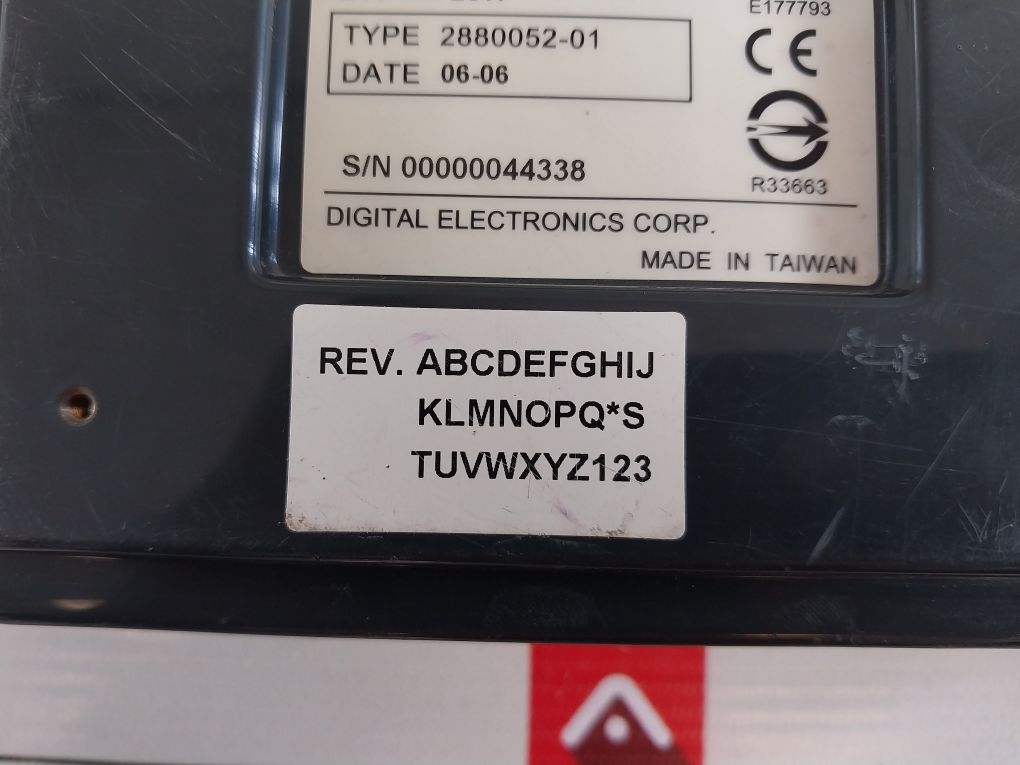 E177793
TYPE 2880052-01
DATE 06-06
CE
S/N 00000044338
R33663
DIGITAL ELECTRONICS CORP.
MADE IN TAIWAN
REV. ABCDEFGHIJ
KLMNOPQ*S
TUVWXYZ123